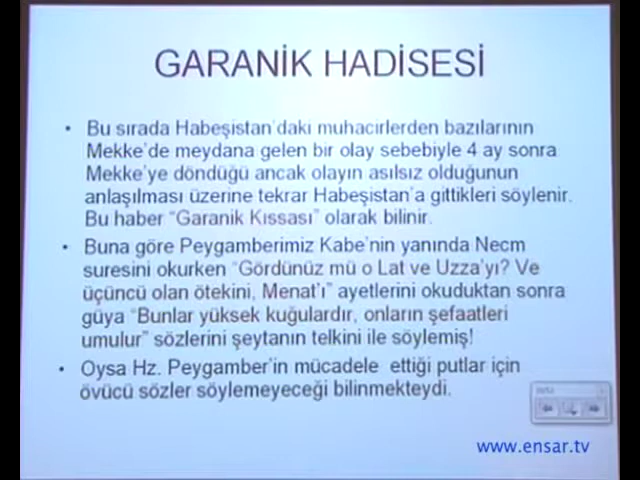 GARANİK HADİSESİ
• Bu sırada Habeşistan'daki muhacirlerden bazılarının
Mekke'de meydana gelen bir olay sebebiyle 4 ay sonra
Mekke'ye döndüğü ancak olayın asılsız olduğunun
anlaşılması üzerine tekrar Habeşistan'a gittikleri söylenir.
Bu haber “Garanik Kıssası” olarak bilinir.
• Buna göre Peygamberimiz Kabe'nin yanında Necm
suresini okurken “Gördünüz mü o Lat ve Uzza'yı? Ve
üçüncü olan ötekini, Menat'ı” ayetlerini okuduktan sonra
güya “Bunlar yüksek kuğulardır, onların şefaatleri
umulur” sözlerini şeytanın telkini ile söylemiş!
• Oysa Hz. Peygamber'in mücadele ettiği putlar için
övücü sözler söylemeyeceği bilinmekteydi.
www.ensar.tv